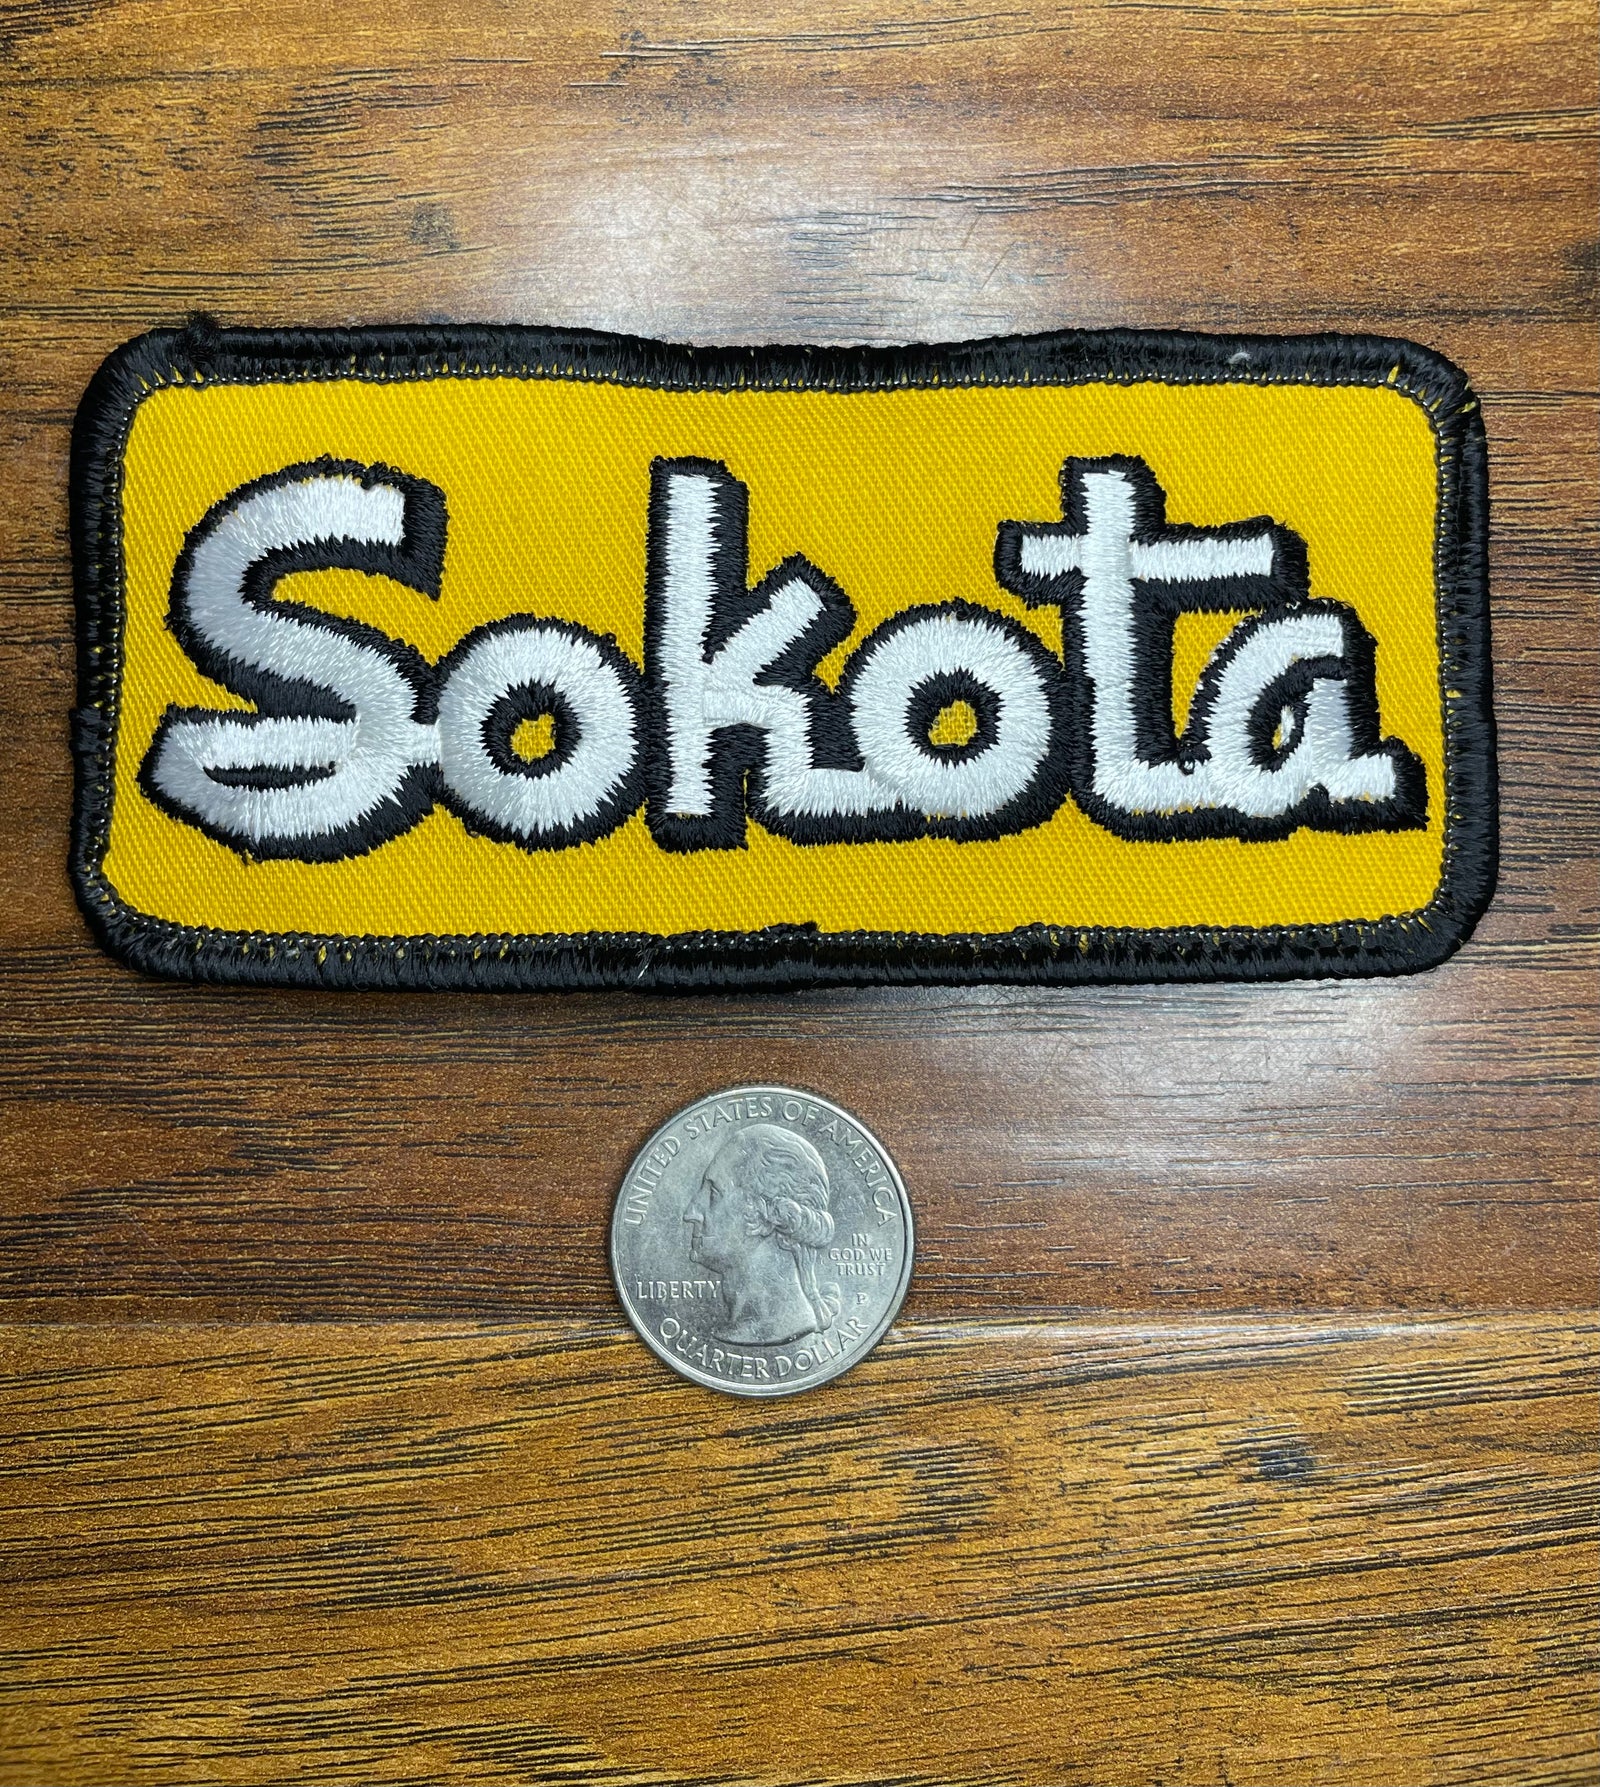 Sokota
UNITED STATES OF AMERICA
IN
GOD WE
TRUST
LIBERTY
P
QUARTER DOLLAR